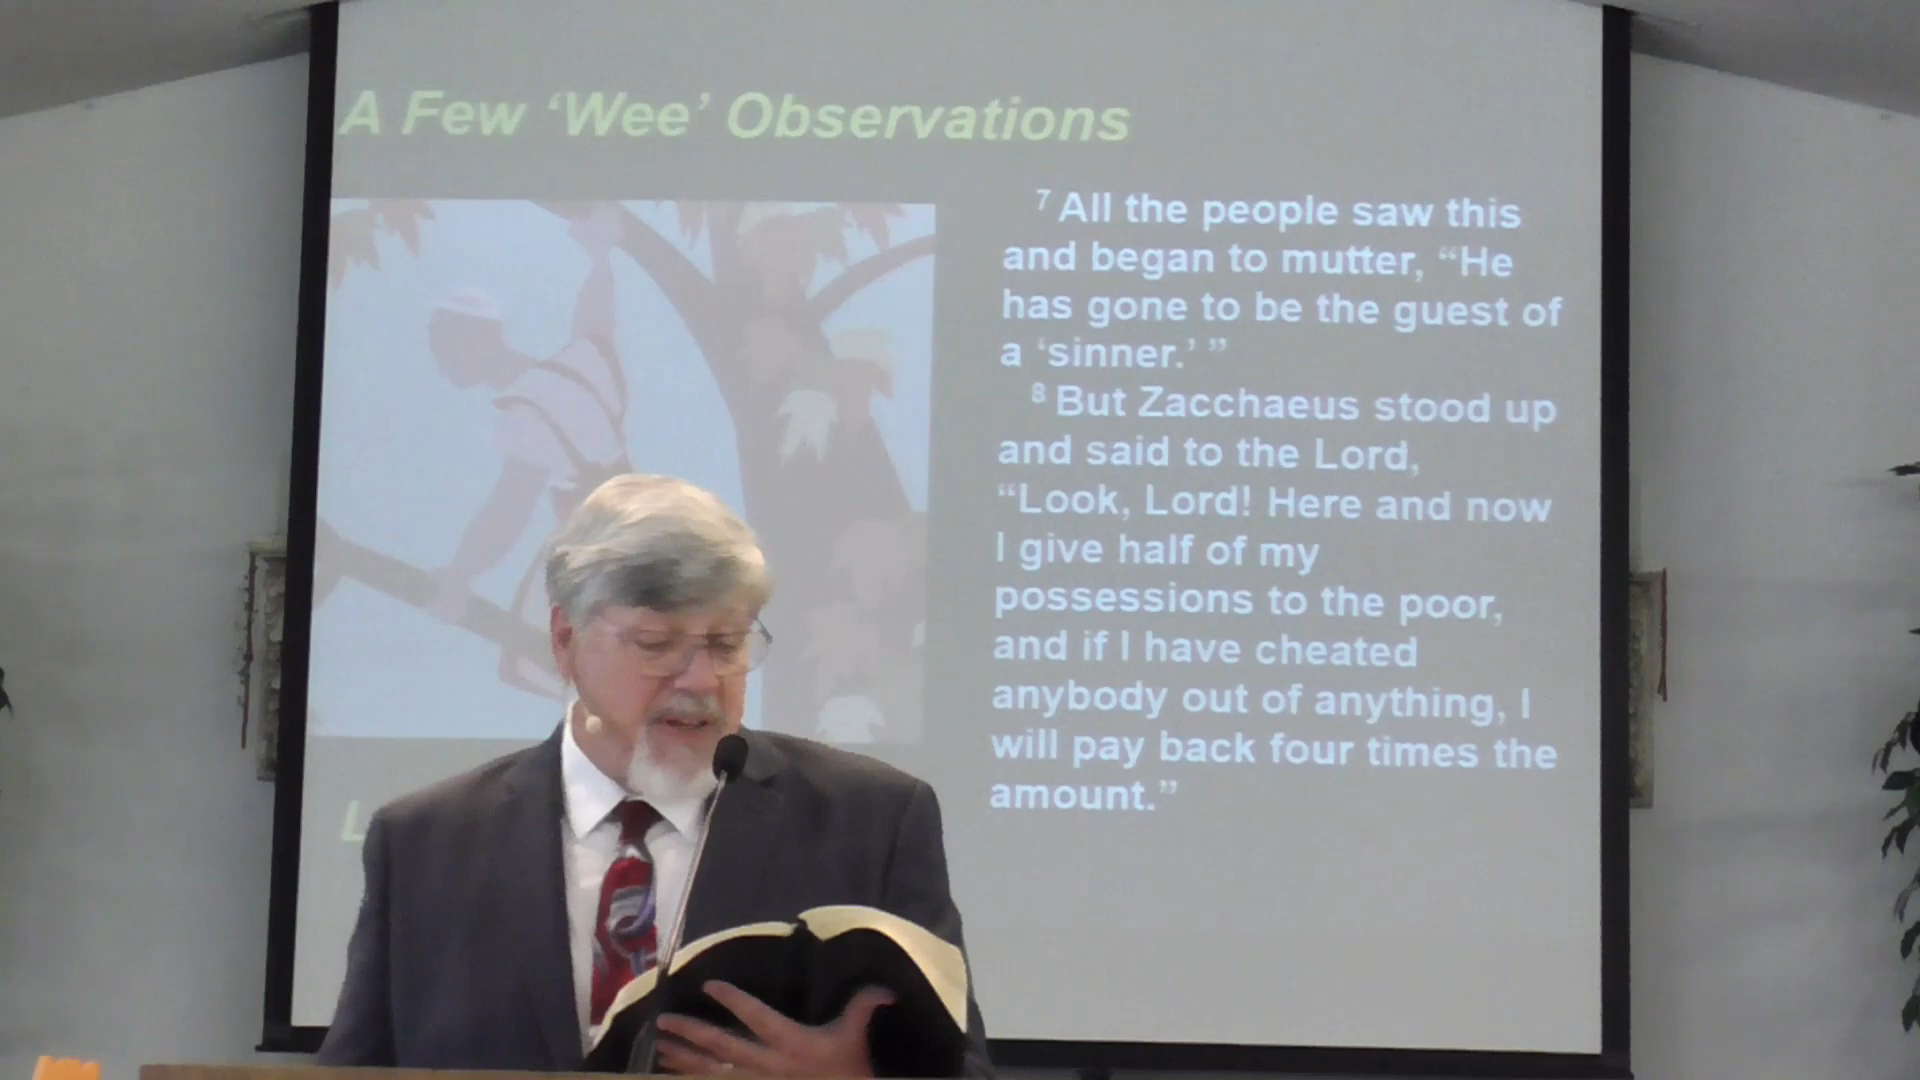 A Few ‘Wee’ Observations
⁷ All the people saw this
and began to mutter, “He
has gone to be the guest of
a ‘sinner.’ ”
⁸ But Zacchaeus stood up
and said to the Lord,
“Look, Lord! Here and now
I give half of my
possessions to the poor,
and if I have cheated
anybody out of anything, I
will pay back four times the
amount.”